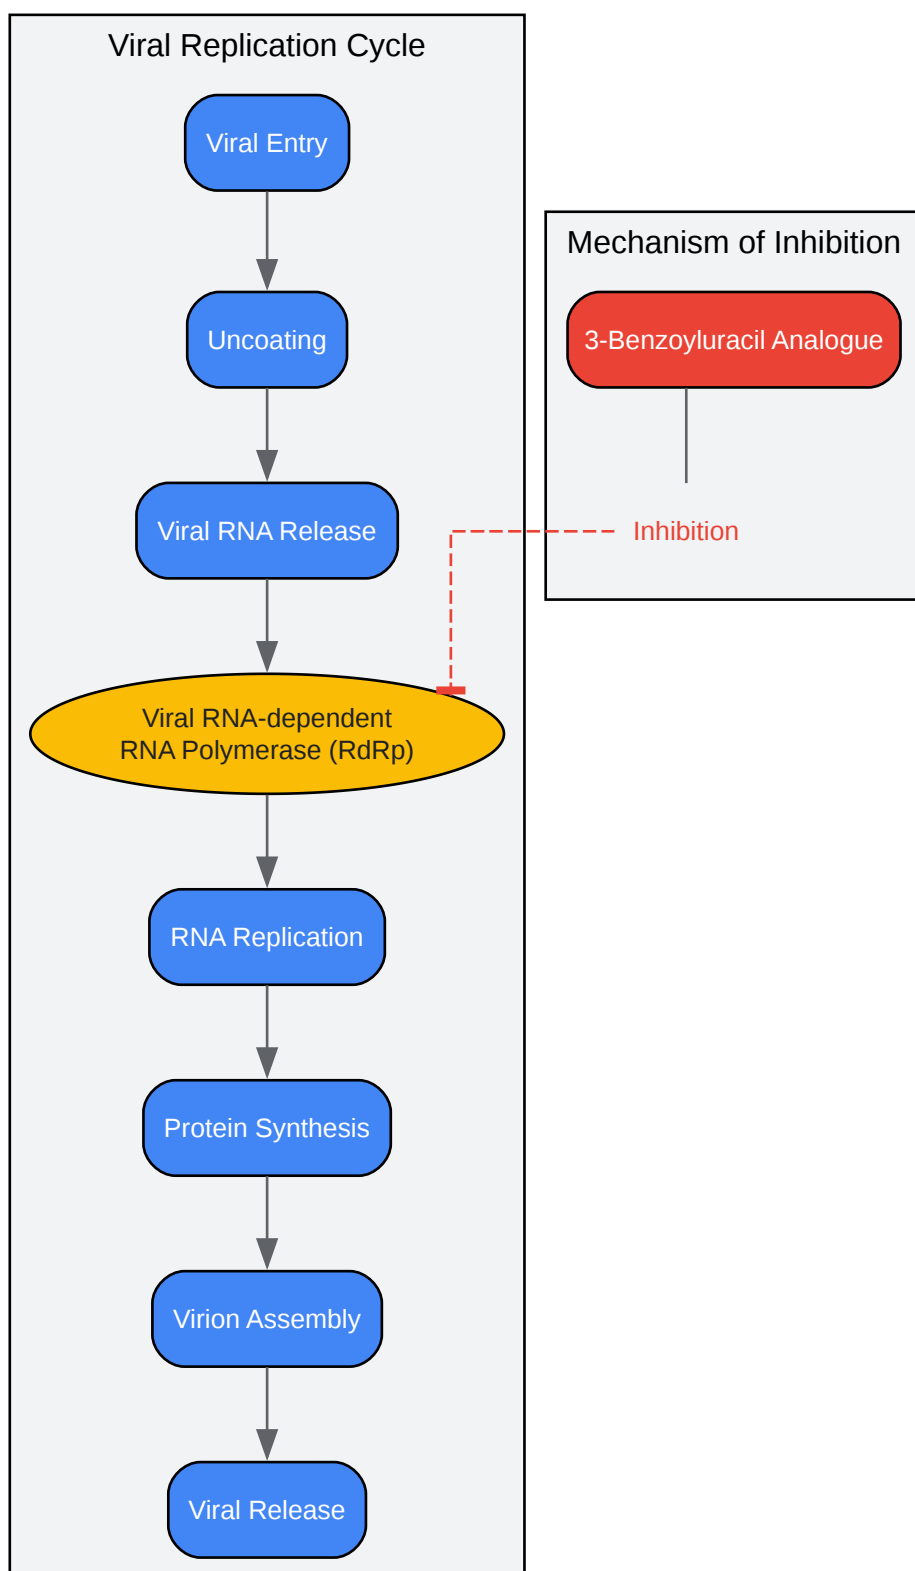 Viral Replication Cycle
Viral Entry
Uncoating
Viral RNA Release
Viral RNA-dependent
RNA Polymerase (RdRp)
RNA Replication
Protein Synthesis
Virion Assembly
Viral Release
Mechanism of Inhibition
3-Benzoyluracil Analogue
Inhibition